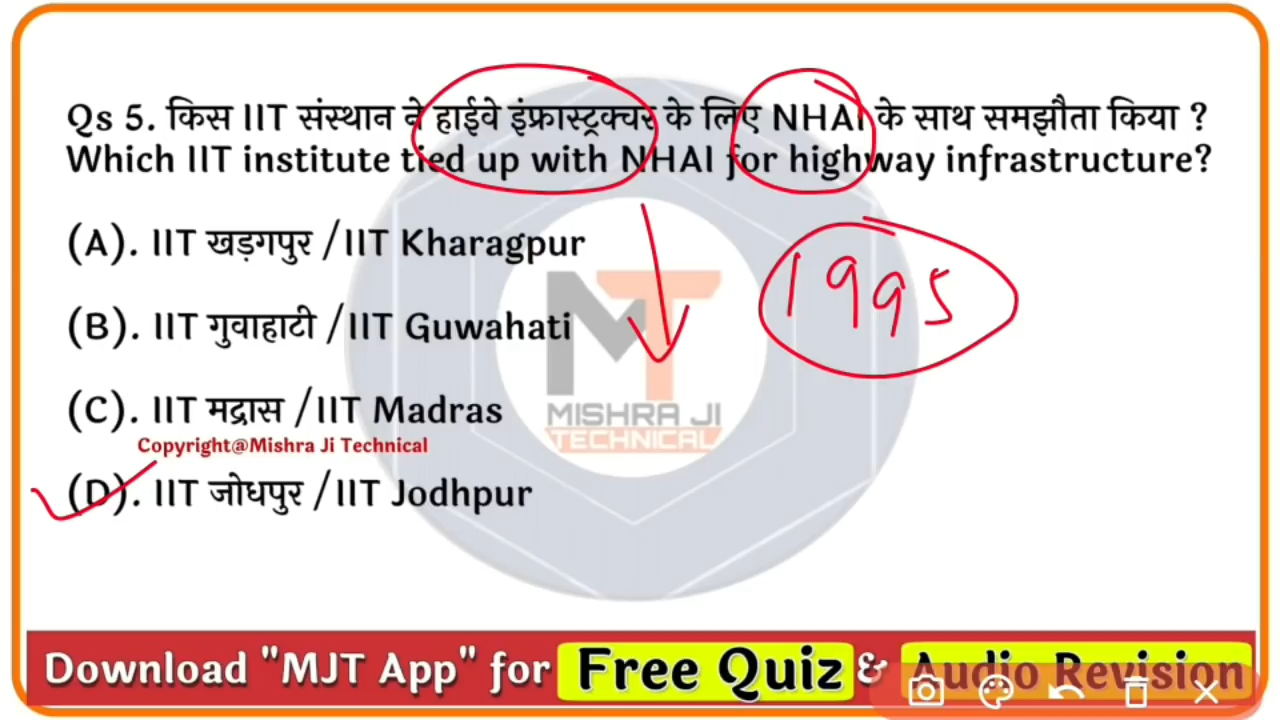 Qs 5. किस IIT संस्थान ने हाईवे इंफ्रास्ट्रक्चर के लिए NHAI के साथ समझौता किया ?
Which IIT institute tied up with NHAI for highway infrastructure?
(A). IIT खड़गपुर /IIT Kharagpur
1995
(B). IIT गुवाहाटी /IIT Guwahati
(C). IIT मद्रास /IIT Madras
MT
MISHRA JI
TECHNICAL
Copyright@Mishra Ji Technical
(D). IIT जोधपुर /IIT Jodhpur
Download "MJT App" for Free Quiz & Audio Revision